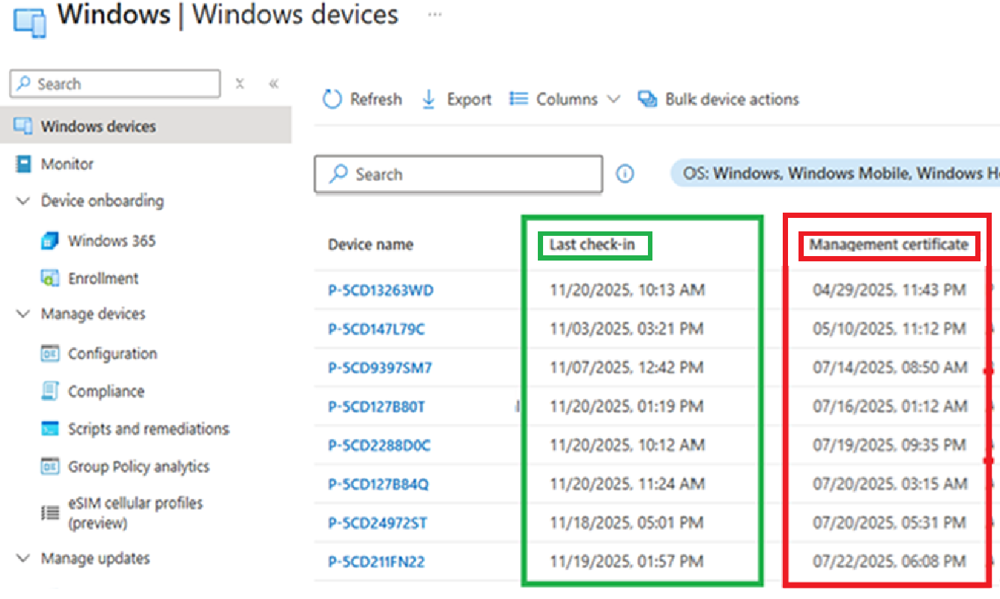 Windows | Windows devices ...
Search
Refresh Export Columns Bulk device actions
Windows devices
Monitor
Device onboarding
Windows 365
Enrollment
Manage devices
Configuration
Compliance
Scripts and remediations
Group Policy analytics
eSIM cellular profiles
(preview)
Manage updates
Search
OS: Windows, Windows Mobile, Windows H
Device name Last check-in Management certificate
P-5CD13263WD 11/20/2025, 10:13 AM 04/29/2025, 11:43 PM
P-5CD147L79C 11/03/2025, 03:21 PM 05/10/2025, 11:12 PM
P-5CD9397SM7 11/07/2025, 12:42 PM 07/14/2025, 08:50 AM
P-5CD127B80T 11/20/2025, 01:19 PM 07/16/2025, 01:12 AM
P-5CD2288D0C 11/20/2025, 10:12 AM 07/19/2025, 09:35 PM
P-5CD127B84Q 11/20/2025, 11:24 AM 07/20/2025, 03:15 AM
P-5CD24972ST 11/18/2025, 05:01 PM 07/20/2025, 05:31 PM
P-5CD211FN22 11/19/2025, 01:57 PM 07/22/2025, 06:08 PM